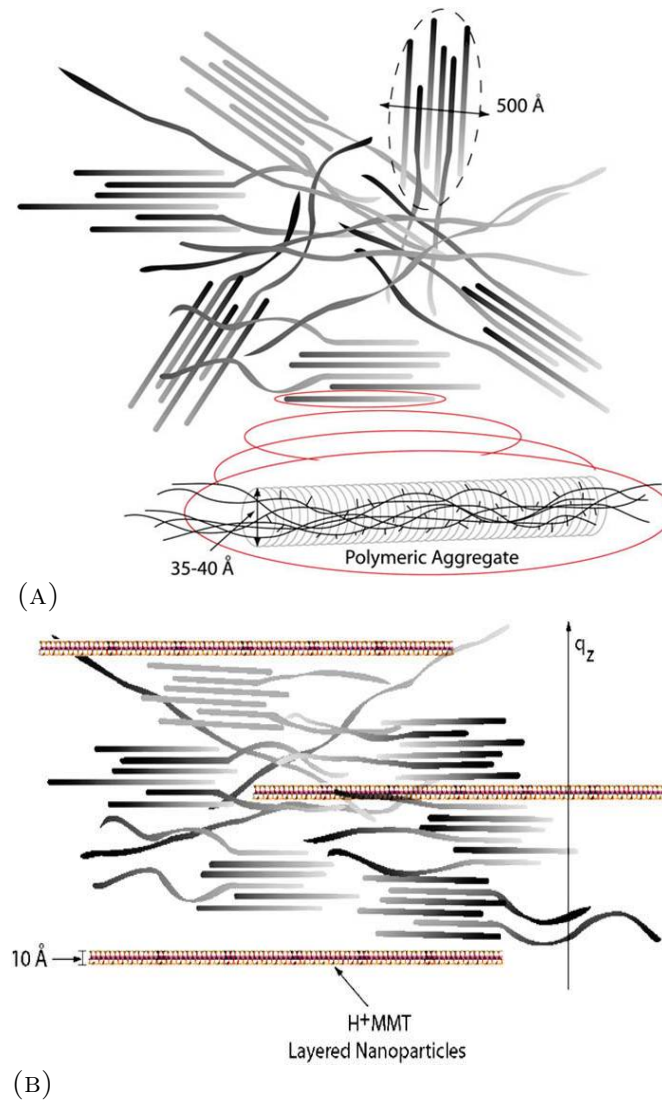 500 Å
Polymeric Aggregate
35-40 Å
(A)
q_z
10 Å
H⁺MMT
Layered Nanoparticles
(B)